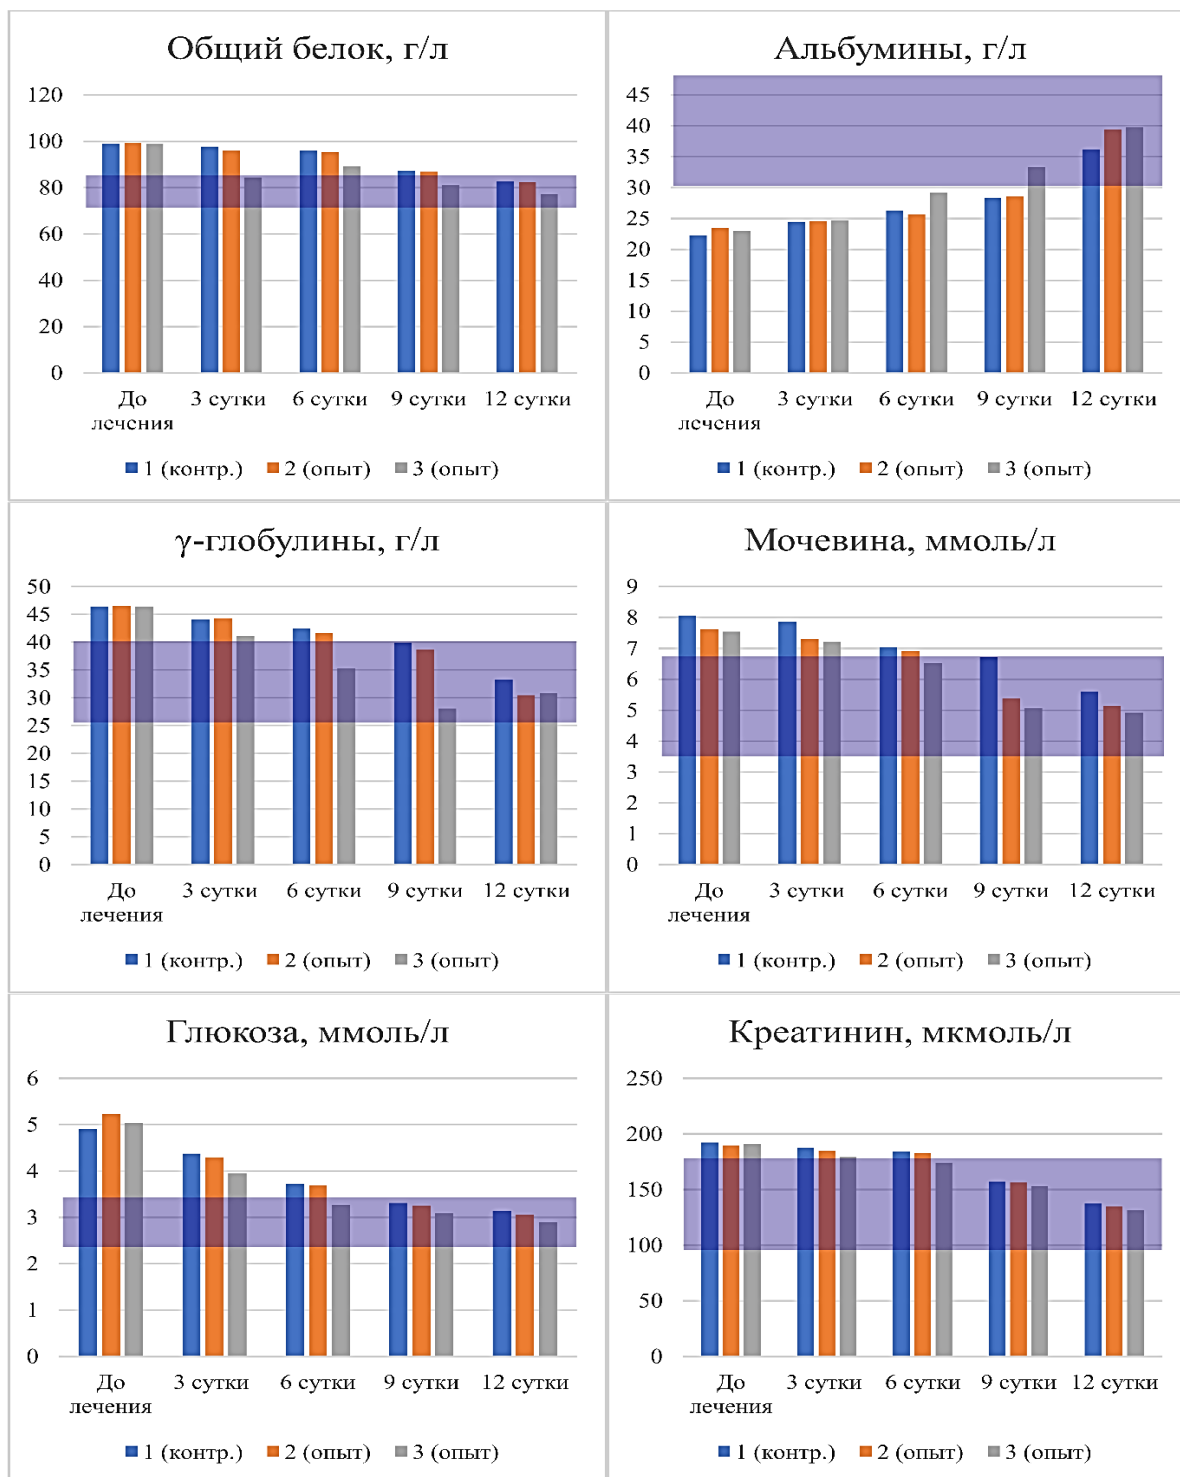 Общий белок, г/л
120
100
80
60
40
20
0
До лечения
3 сутки
6 сутки
9 сутки
12 сутки
1 (контр.)
2 (опыт)
3 (опыт)
Альбумины, г/л
45
40
35
30
25
20
15
10
5
0
До лечения
3 сутки
6 сутки
9 сутки
12 сутки
1 (контр.)
2 (опыт)
3 (опыт)
γ-глобулины, г/л
50
45
40
35
30
25
20
15
10
5
0
До лечения
3 сутки
6 сутки
9 сутки
12 сутки
1 (контр.)
2 (опыт)
3 (опыт)
Мочевина, ммоль/л
9
8
7
6
5
4
3
2
1
0
До лечения
3 сутки
6 сутки
9 сутки
12 сутки
1 (контр.)
2 (опыт)
3 (опыт)
Глюкоза, ммоль/л
6
5
4
3
2
1
0
До лечения
3 сутки
6 сутки
9 сутки
12 сутки
1 (контр.)
2 (опыт)
3 (опыт)
Креатинин, мкмоль/л
250
200
150
100
50
0
До лечения
3 сутки
6 сутки
9 сутки
12 сутки
1 (контр.)
2 (опыт)
3 (опыт)